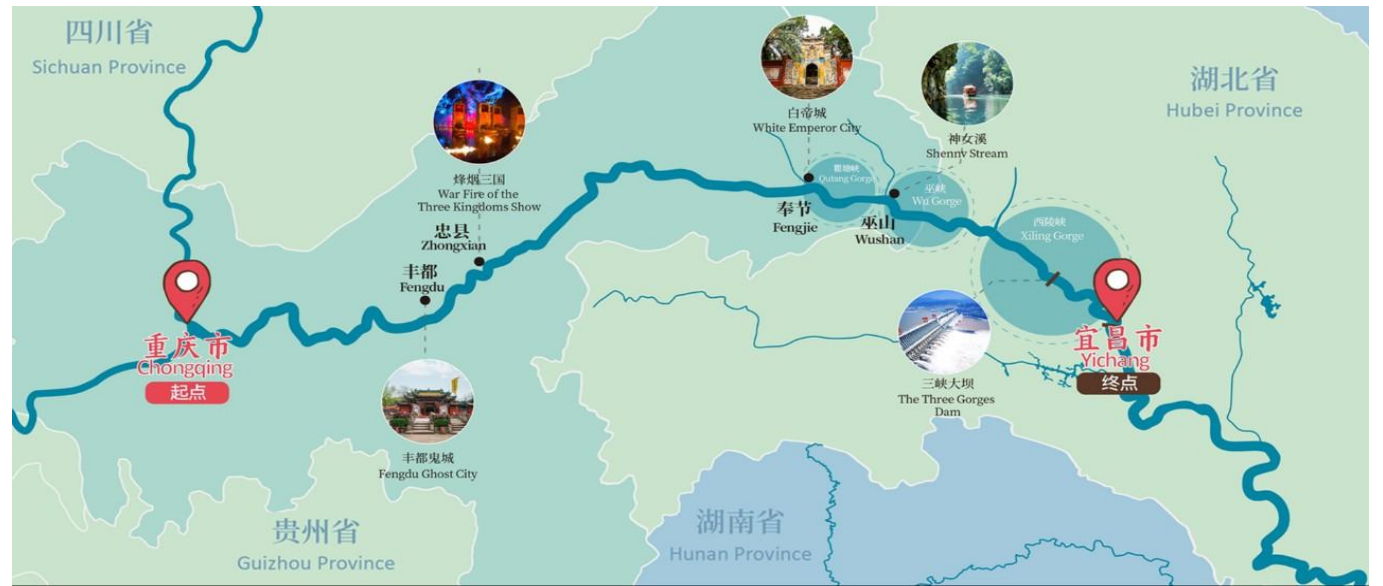 四川省
Sichuan Province
烽烟三国
War Fire of the
Three Kingdoms Show
白帝城
White Emperor City
神女溪
Shennv Stream
湖北省
Hubei Province
瞿塘峡
Qutang Gorge
巫峡
Wu Gorge
西陵峡
Xiling Gorge
奉节
Fengjie
巫山
Wushan
忠县
Zhongxian
丰都
Fengdu
重庆市
Chongqing
起点
宜昌市
Yichang
终点
三峡大坝
The Three Gorges
Dam
丰都鬼城
Fengdu Ghost City
贵州省
Guizhou Province
湖南省
Hunan Province